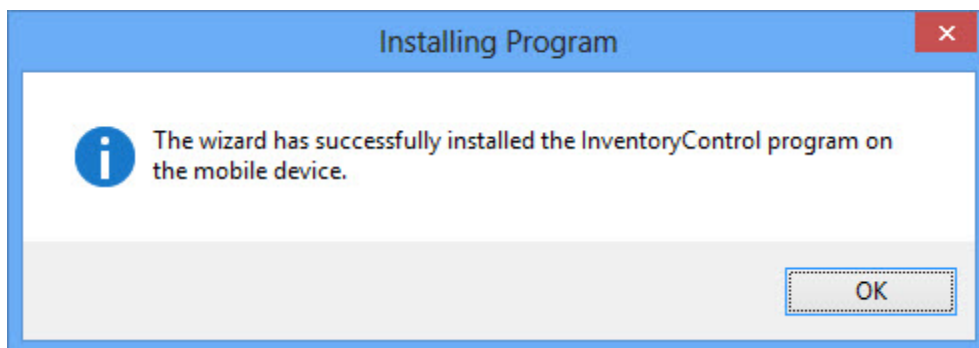 Installing Program
The wizard has successfully installed the InventoryControl program on
the mobile device.
OK